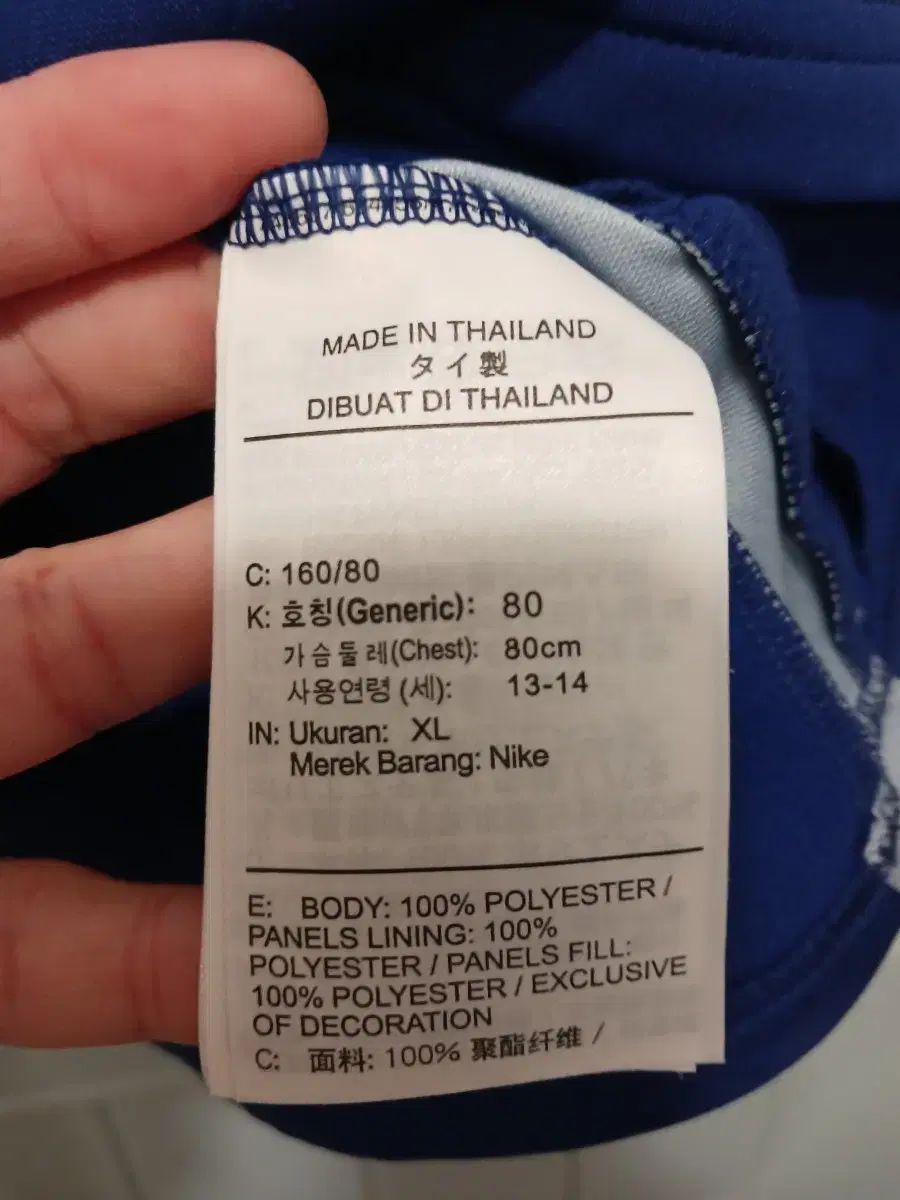 MADE IN THAILAND
タイ製
DIBUAT DI THAILAND
C: 160/80
K: 호칭(Generic): 80
가슴둘레(Chest): 80cm
사용연령 (세): 13-14
IN: Ukuran: XL
Merek Barang: Nike
E: BODY: 100% POLYESTER /
PANELS LINING: 100%
POLYESTER / PANELS FILL:
100% POLYESTER / EXCLUSIVE
OF DECORATION
C: 面料: 100% 聚酯纤维 /